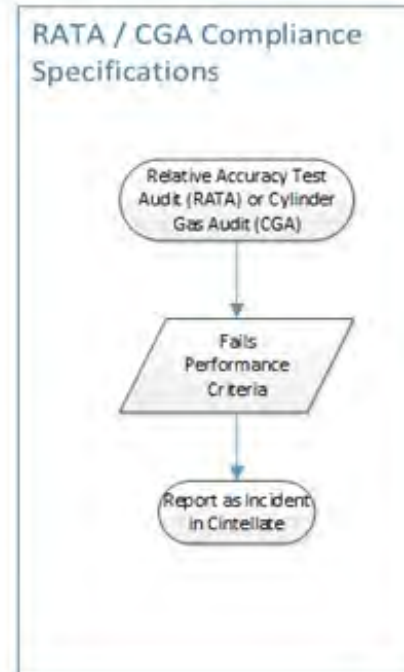 RATA / CGA Compliance
Specifications
Relative Accuracy Test
Audit (RATA) or Cylinder
Gas Audit (CGA)
Fails
Performance
Criteria
Report as Incident
in Cintellate